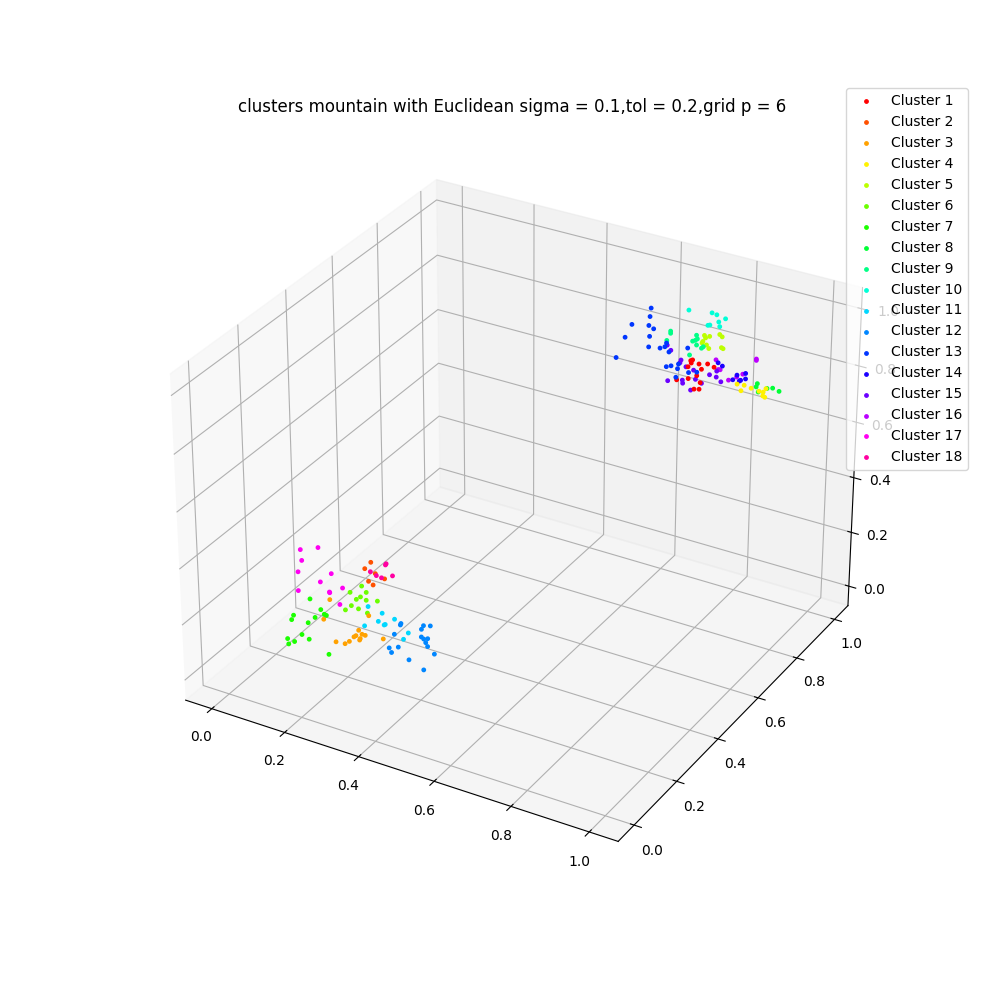 clusters mountain with Euclidean sigma = 0.1,tol = 0.2,grid p = 6
Cluster 1
Cluster 2
Cluster 3
Cluster 4
Cluster 5
Cluster 6
Cluster 7
Cluster 8
Cluster 9
Cluster 10
Cluster 11
Cluster 12
Cluster 13
Cluster 14
Cluster 15
Cluster 16
Cluster 17
Cluster 18
0.8
0.6
0.4
0.2
0.0
0.0
0.2
0.4
0.6
0.8
1.0
0.0
0.2
0.4
0.6
0.8
1.0